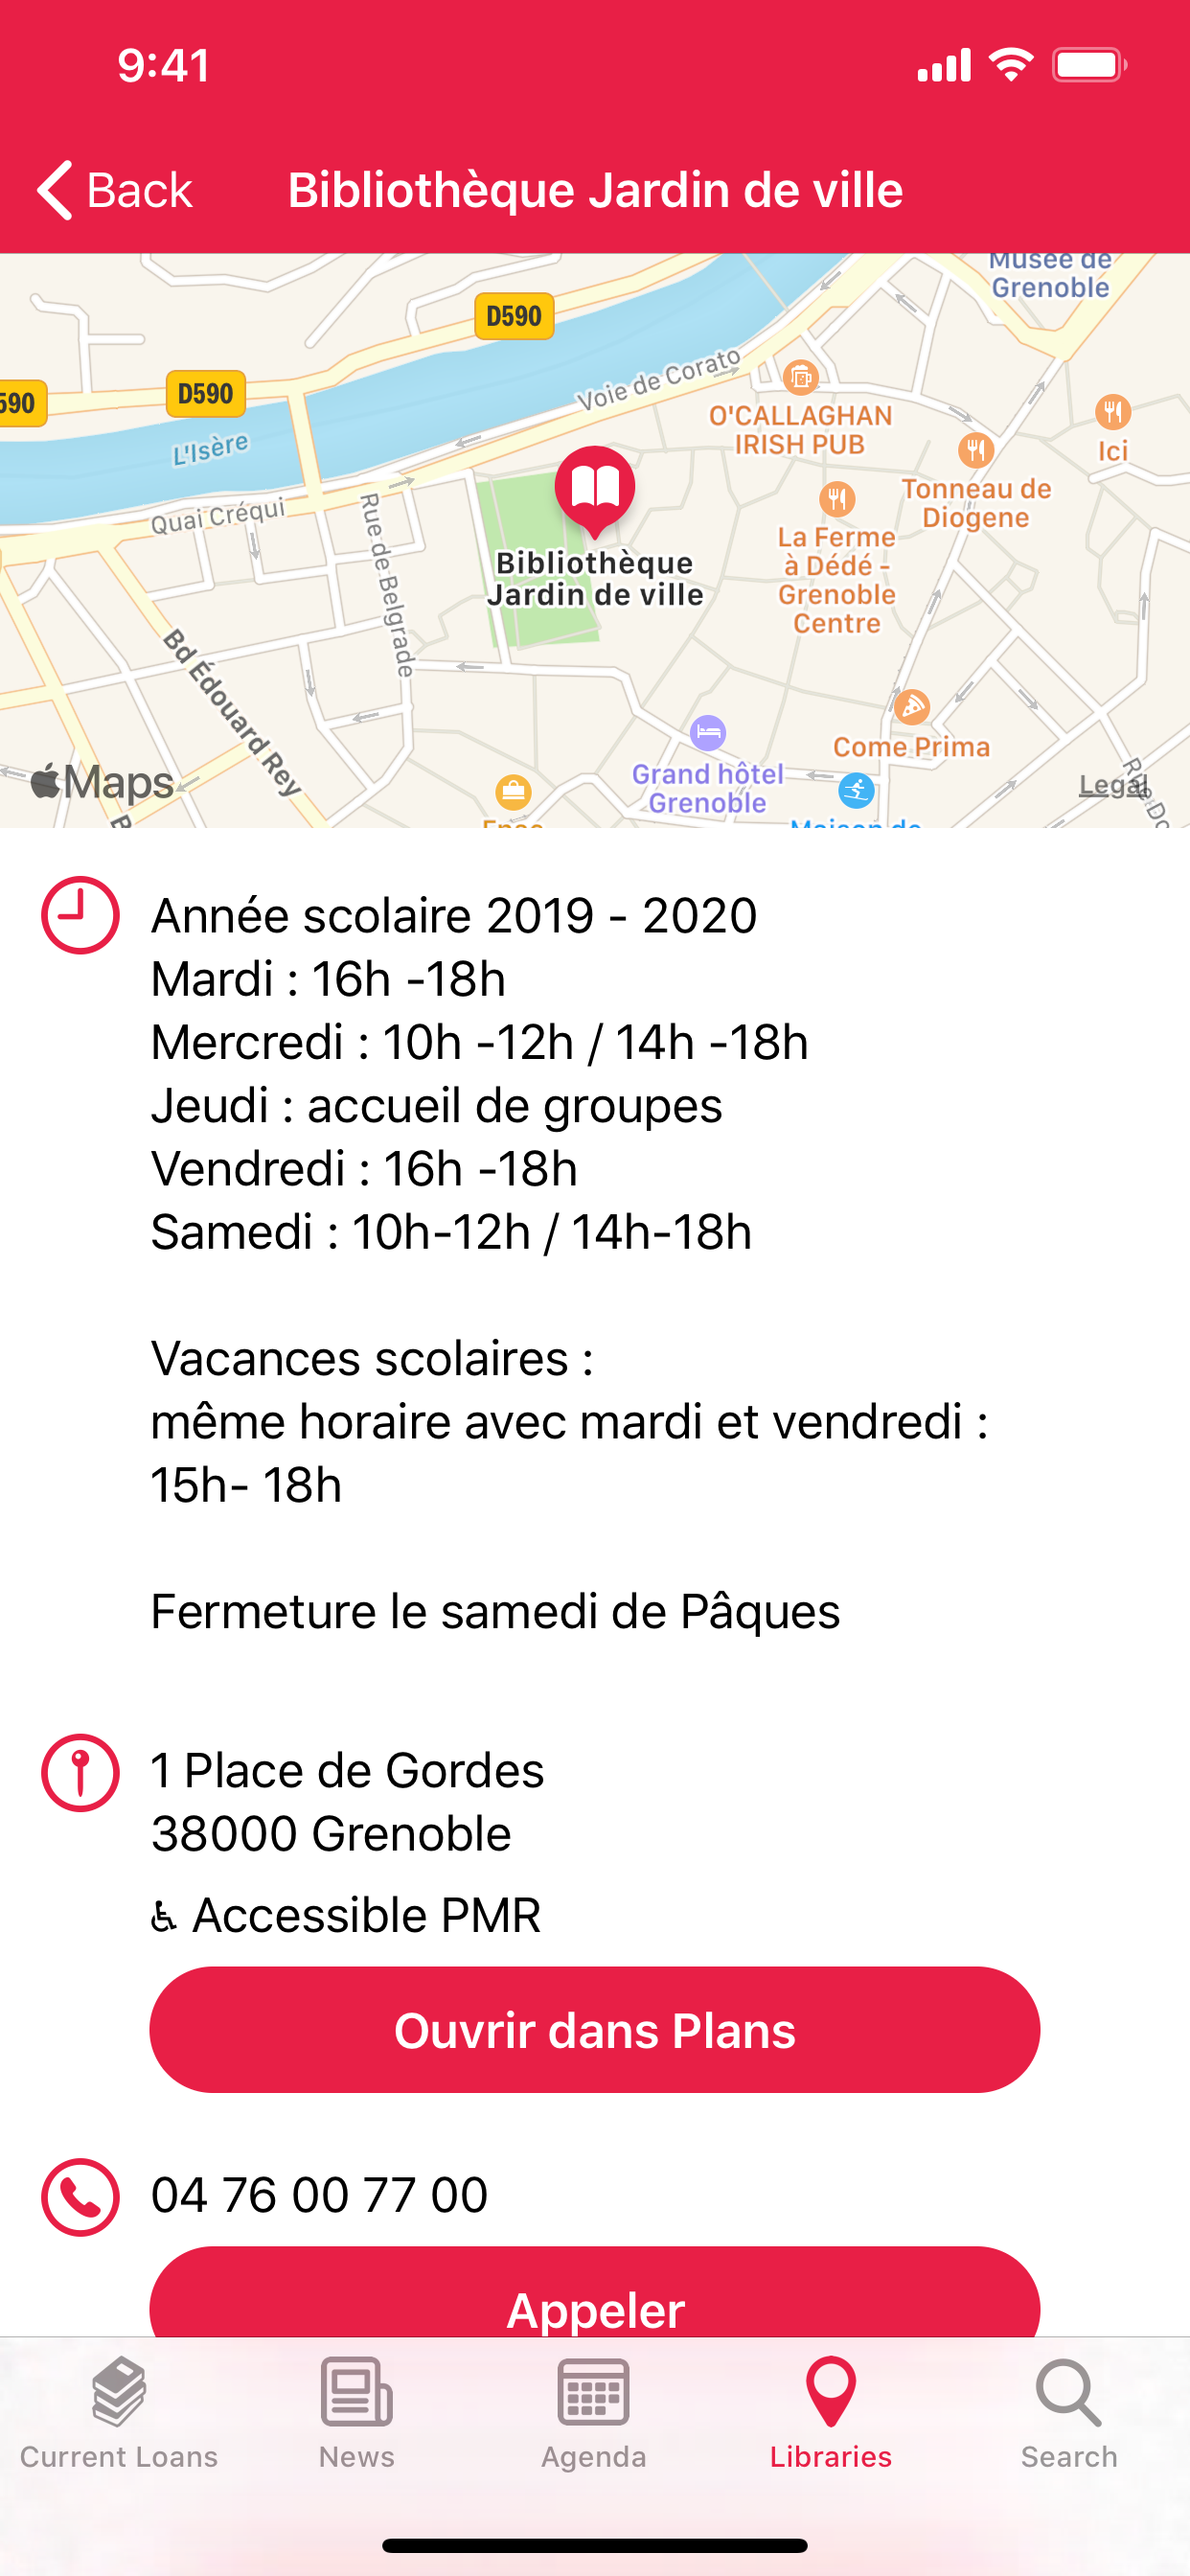 9:41
Back
Bibliothèque Jardin de ville
Musée de
Grenoble
D590
D590
590
Voie de Corato
L'Isère
O'CALLAGHAN
IRISH PUB
Ici
Tonneau de
Diogene
Quai Créqui
Rue de Belgrade
La Ferme
à Dédé -
Grenoble
Centre
Bibliothèque
Jardin de ville
Bd Édouard Rey
Come Prima
Grand hôtel
Grenoble
Maps
Legal
Fnac
Maison de
Année scolaire 2019 - 2020
Mardi : 16h -18h
Mercredi : 10h -12h / 14h -18h
Jeudi : accueil de groupes
Vendredi : 16h -18h
Samedi : 10h-12h / 14h-18h
Vacances scolaires :
même horaire avec mardi et vendredi :
15h- 18h
Fermeture le samedi de Pâques
1 Place de Gordes
38000 Grenoble
♿ Accessible PMR
Ouvrir dans Plans
04 76 00 77 00
Appeler
Current Loans
News
Agenda
Libraries
Search